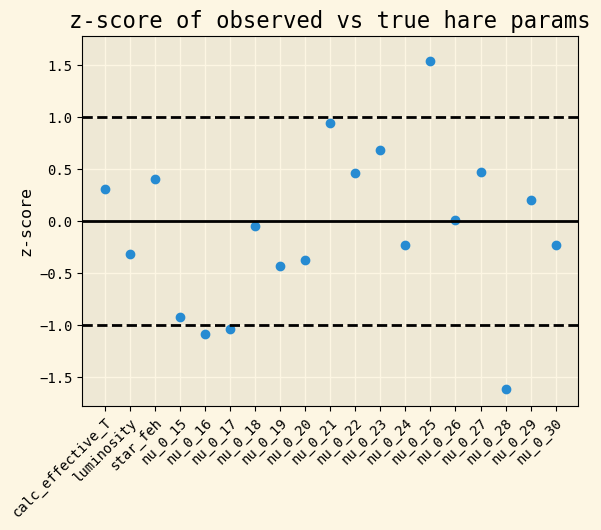 z-score of observed vs true hare params
z-score
1.5
1.0
0.5
0.0
−0.5
−1.0
−1.5
calc_effective_T
luminosity
star_feh
nu_0_15
nu_0_16
nu_0_17
nu_0_18
nu_0_19
nu_0_20
nu_0_21
nu_0_22
nu_0_23
nu_0_24
nu_0_25
nu_0_26
nu_0_27
nu_0_28
nu_0_29
nu_0_30